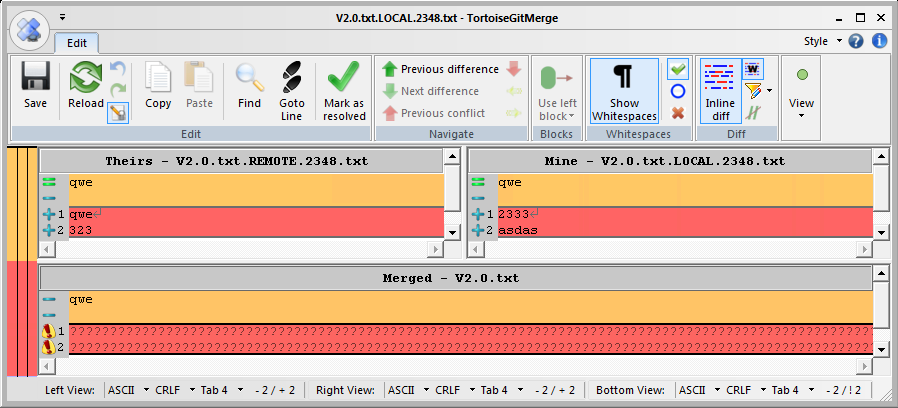 V2.0.txt.LOCAL.2348.txt - TortoiseGitMerge
Edit
Style
Save
Reload
Copy
Paste
Find
Goto Line
Mark as resolved
Edit
Previous difference
Next difference
Previous conflict
Navigate
Use left block
Blocks
Show Whitespaces
Whitespaces
Inline diff
W
Diff
View
Theirs - V2.0.txt.REMOTE.2348.txt
qwe
1 qwe
2 323
Mine - V2.0.txt.LOCAL.2348.txt
qwe
1 2333
2 asdas
Merged - V2.0.txt
qwe
1 ????????????????????????????????????????????????????????????????????????????????????????????????????
2 ????????????????????????????????????????????????????????????????????????????????????????????????????
Left View: ASCII CRLF Tab 4 - 2 / + 2 Right View: ASCII CRLF Tab 4 - 2 / + 2 Bottom View: ASCII CRLF Tab 4 - 2 / ! 2